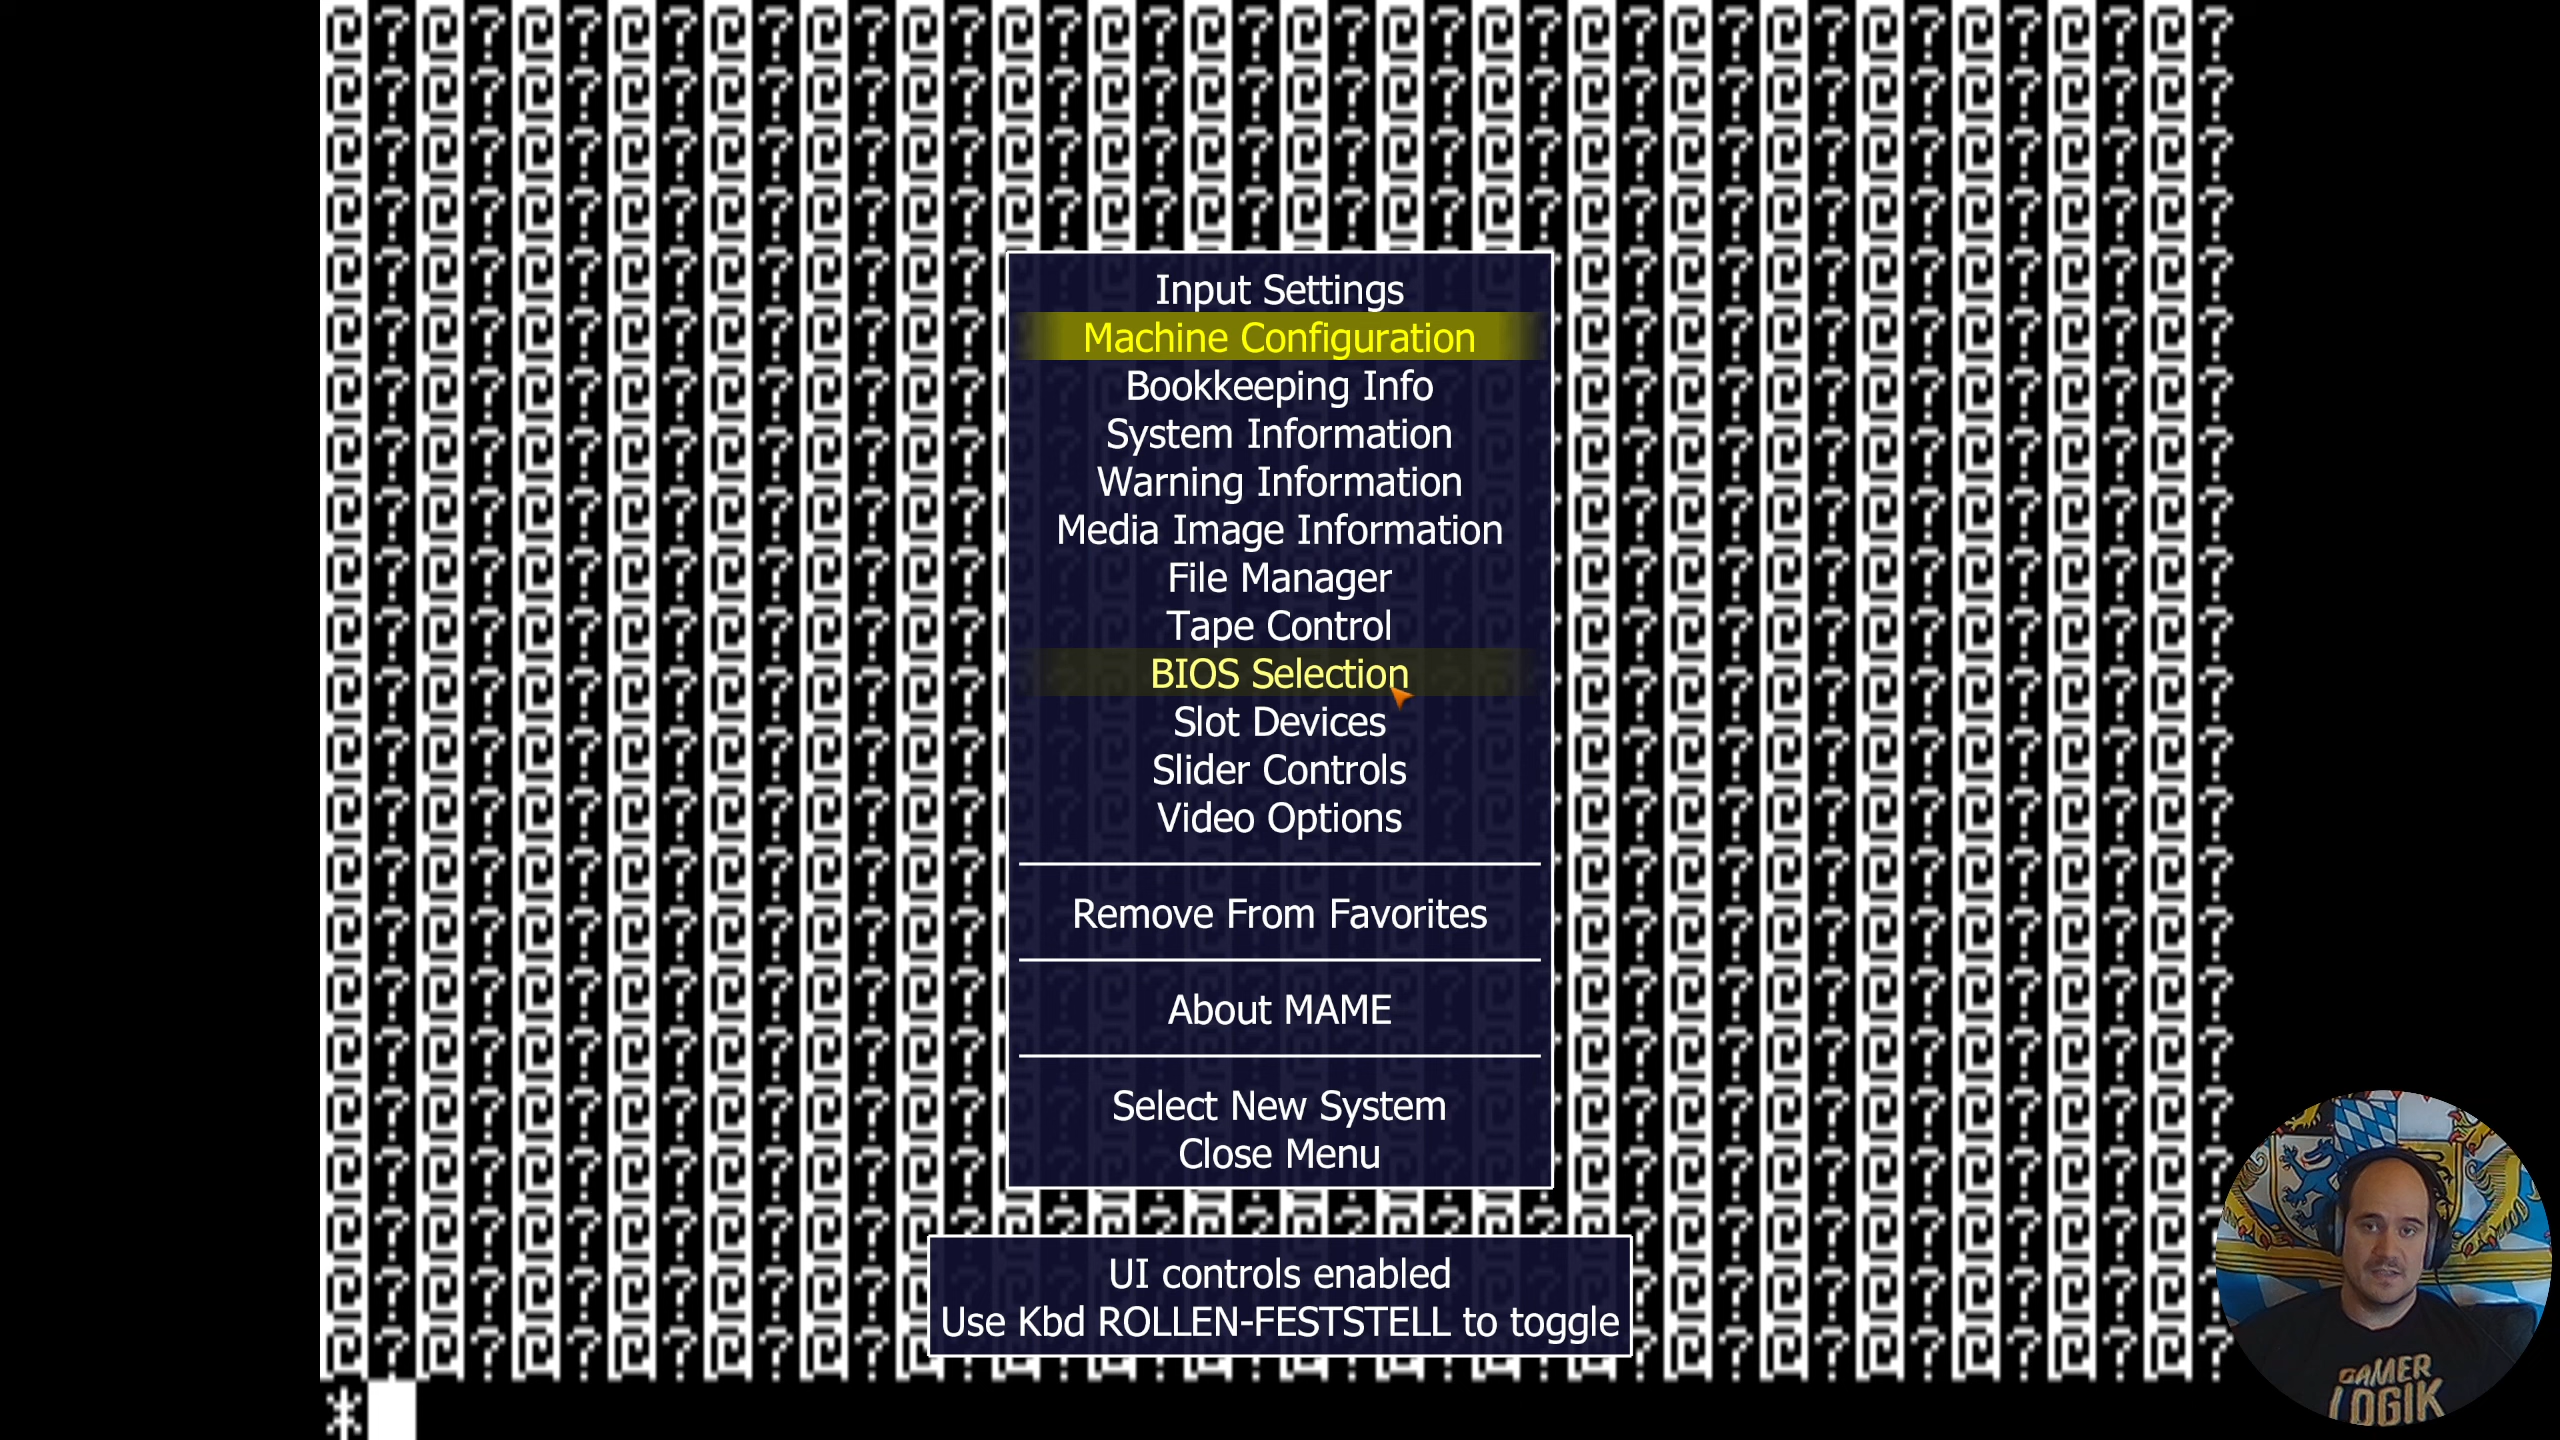 Input Settings
Machine Configuration
Bookkeeping Info
System Information
Warning Information
Media Image Information
File Manager
Tape Control
BIOS Selection
Slot Devices
Slider Controls
Video Options
Remove From Favorites
About MAME
Select New System
Close Menu
UI controls enabled
Use Kbd ROLLEN-FESTSTELL to toggle
*
GAMER
LOGIK